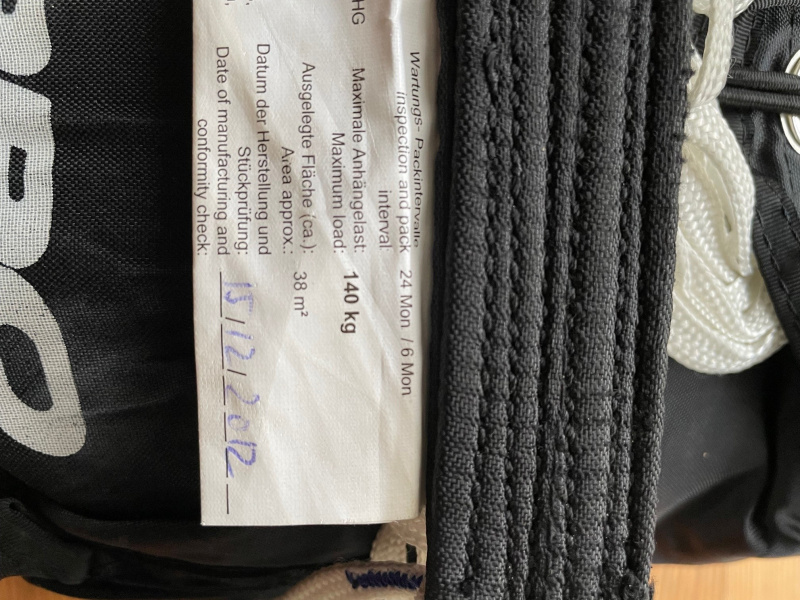 HG
Wartungs- Packintervalle
inspection and pack interval
24 Mon / 6 Mon
Maximale Anhängelast:
Maximum load:
140 kg
Ausgelegte Fläche (ca.):
Area approx.:
38 m²
Datum der Herstellung und
Stückprüfung:
Date of manufacturing and
conformity check:
15/12/2012